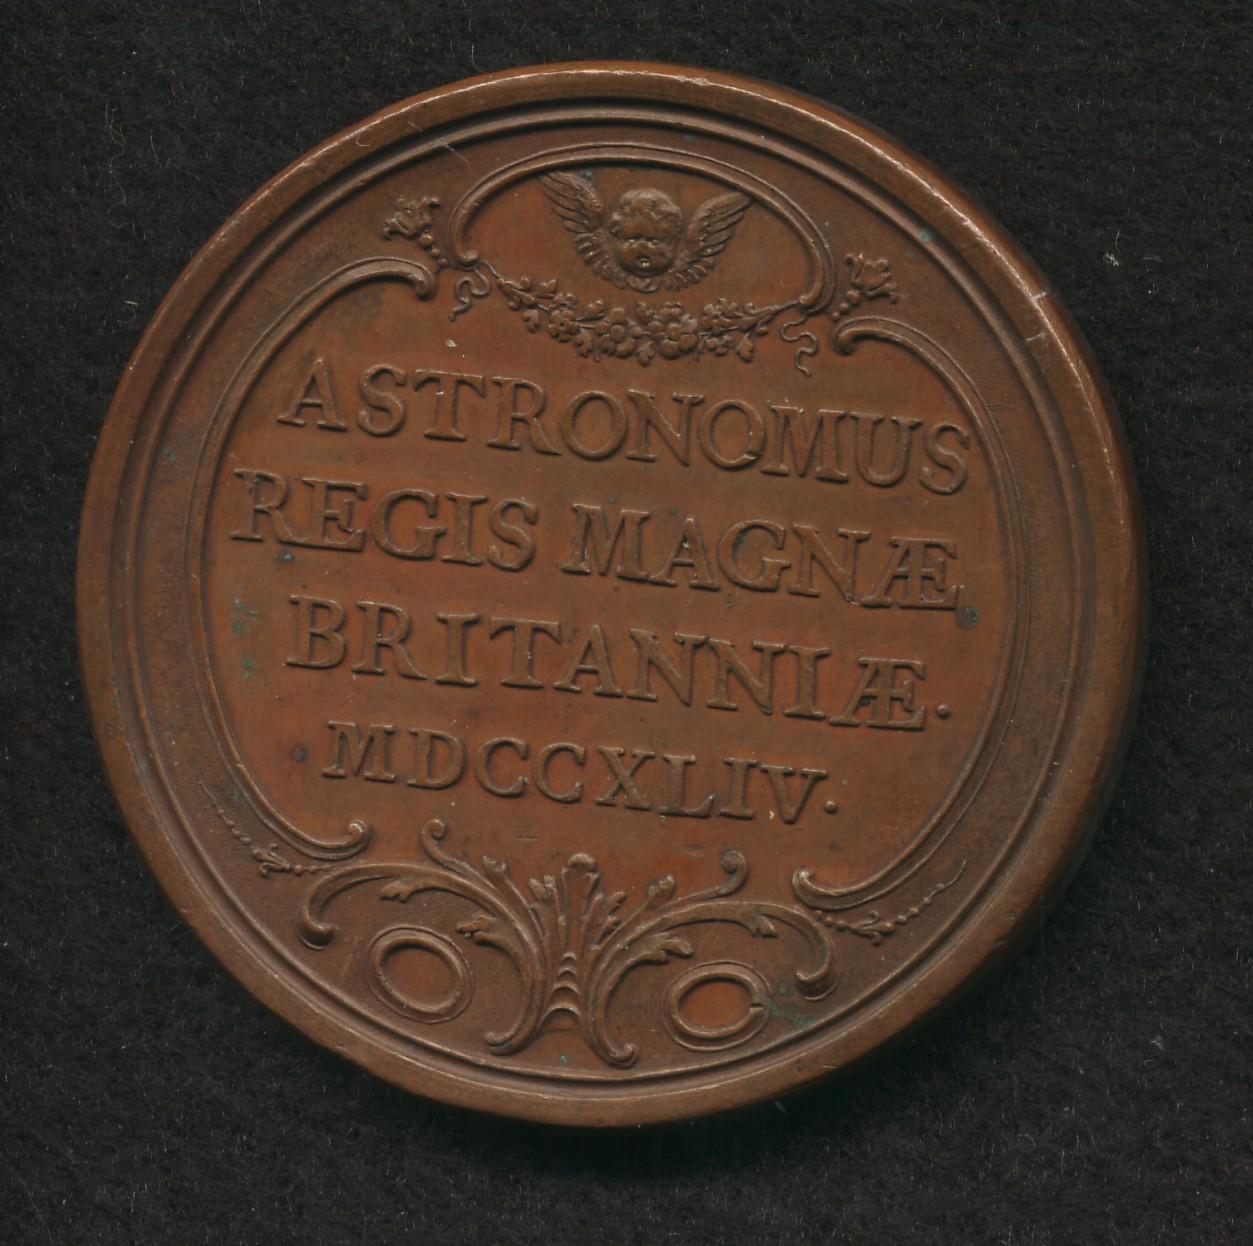 ASTRONOMUS
REGIS MAGNÆ
BRITANNIÆ.
MDCCXLIV.